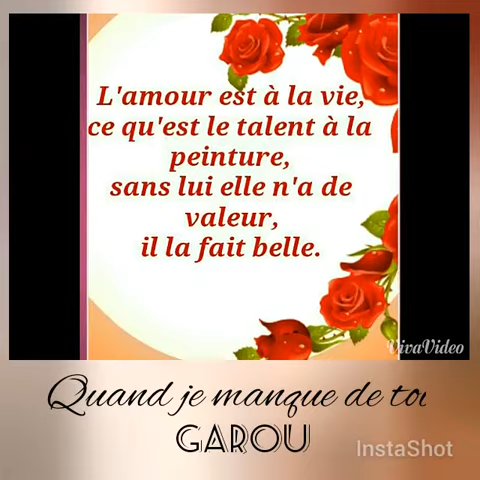 L'amour est à la vie,
ce qu'est le talent à la
peinture,
sans lui elle n'a de
valeur,
il la fait belle.
VivaVideo
Quand je manque de toi
GAROU
InstaShot